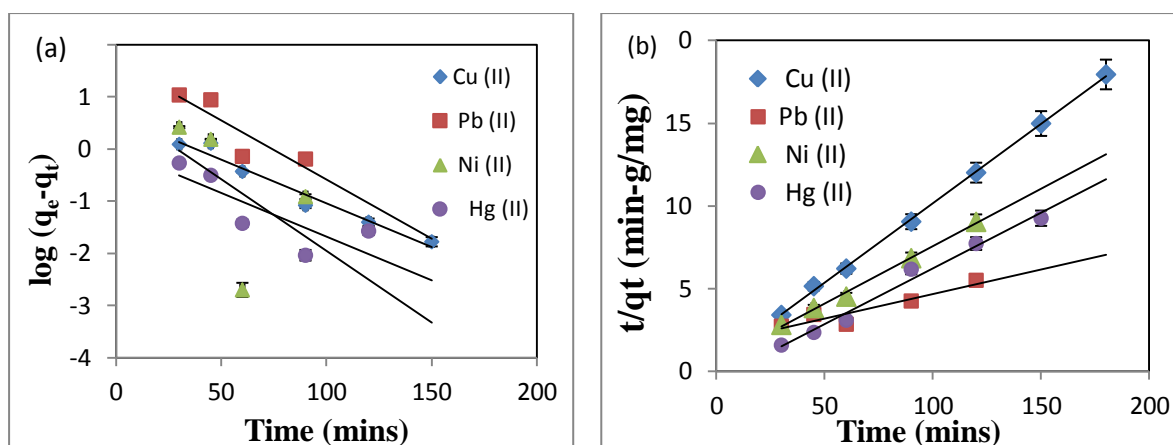 (a)
1
0
-1
-2
-3
-4
1
0 50 100 150 200
log (qe-qt)
Time (mins)
Cu (II)
Pb (II)
Ni (II)
Hg (II)
(b)
0
15
10
5
0
0 50 100 150 200
t/qt (min-g/mg)
Time (mins)
Cu (II)
Pb (II)
Ni (II)
Hg (II)